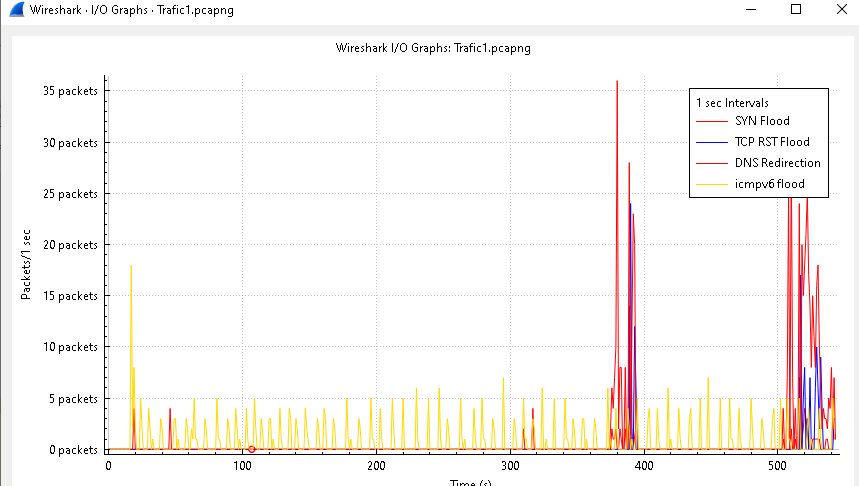 Wireshark · I/O Graphs · Trafic1.pcapng
Wireshark I/O Graphs: Trafic1.pcapng
35 packets
30 packets
25 packets
20 packets
15 packets
10 packets
5 packets
0 packets
Packets/1 sec
1 sec Intervals
SYN Flood
TCP RST Flood
DNS Redirection
icmpv6 flood
0
100
200
300
400
500
Time (s)